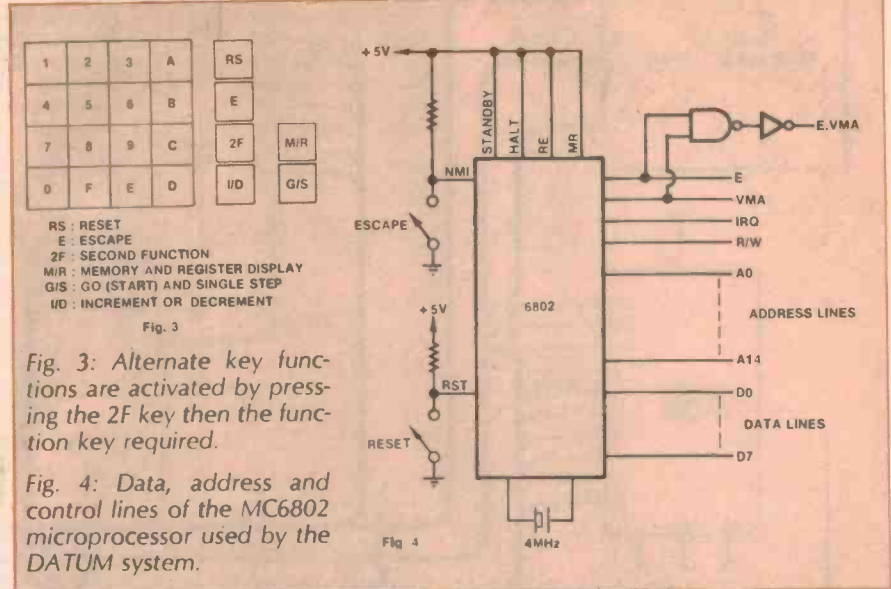 1 2 3 A RS
4 5 6 B E
7 8 9 C 2F M/R
0 F E D I/D G/S
RS : RESET
E : ESCAPE
2F : SECOND FUNCTION
M/R : MEMORY AND REGISTER DISPLAY
G/S : GO (START) AND SINGLE STEP
I/D : INCREMENT OR DECREMENT
Fig. 3
Fig. 3: Alternate key func-
tions are activated by press-
ing the 2F key then the func-
tion key required.
Fig. 4: Data, address and
control lines of the MC6802
microprocessor used by the
DATUM system.
+ 5V
STANDBY
HALT
RE
MR
NMI
ESCAPE
+ 5V
RST
RESET
6802
4MHz
E.VMA
E
VMA
IRQ
R/W
A0
ADDRESS LINES
A14
D0
DATA LINES
D7
Fig 4